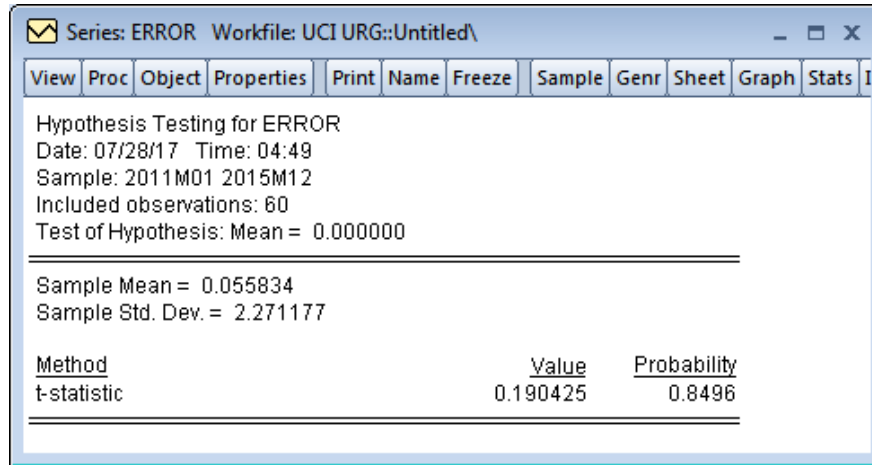 Series: ERROR Workfile: UCI URG::Untitled\
View Proc Object Properties Print Name Freeze Sample Genr Sheet Graph Stats
Hypothesis Testing for ERROR
Date: 07/28/17 Time: 04:49
Sample: 2011M01 2015M12
Included observations: 60
Test of Hypothesis: Mean = 0.000000
Sample Mean = 0.055834
Sample Std. Dev. = 2.271177
Method Value Probability
t-statistic 0.190425 0.8496